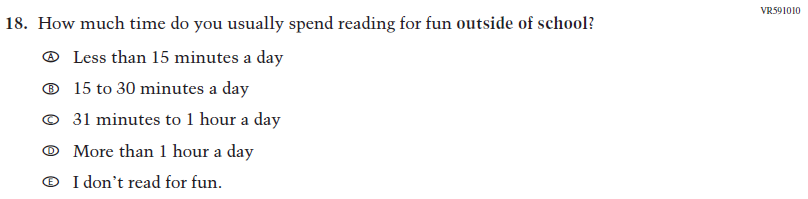 VR591010
18. How much time do you usually spend reading for fun outside of school?
Ⓐ Less than 15 minutes a day
Ⓑ 15 to 30 minutes a day
Ⓒ 31 minutes to 1 hour a day
Ⓓ More than 1 hour a day
Ⓔ I don’t read for fun.